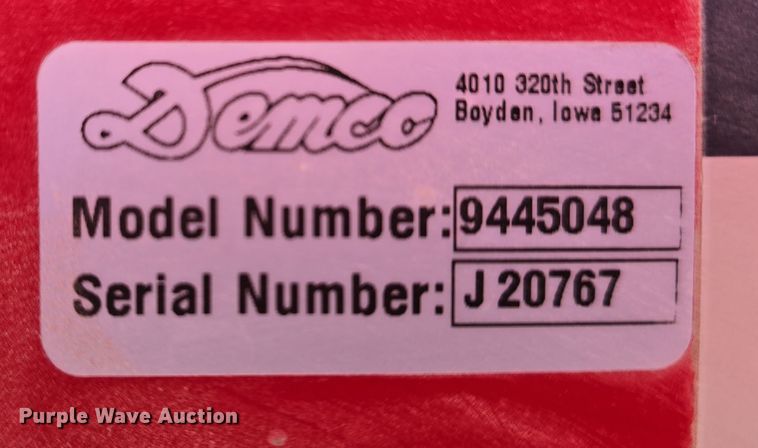 Demco
4010 320th Street
Boyden, Iowa 51234
Model Number: 9445048
Serial Number: J 20767
Purple Wave Auction